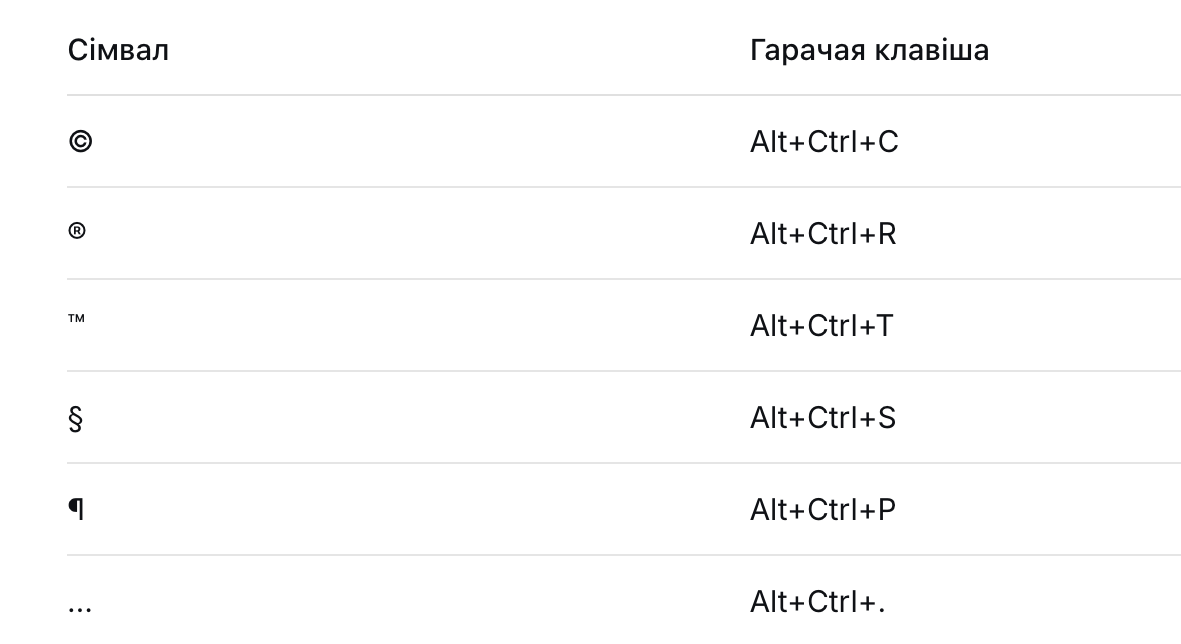 Сімвал Гарачая клавіша
© Alt+Ctrl+C
® Alt+Ctrl+R
™ Alt+Ctrl+T
§ Alt+Ctrl+S
¶ Alt+Ctrl+P
... Alt+Ctrl+.